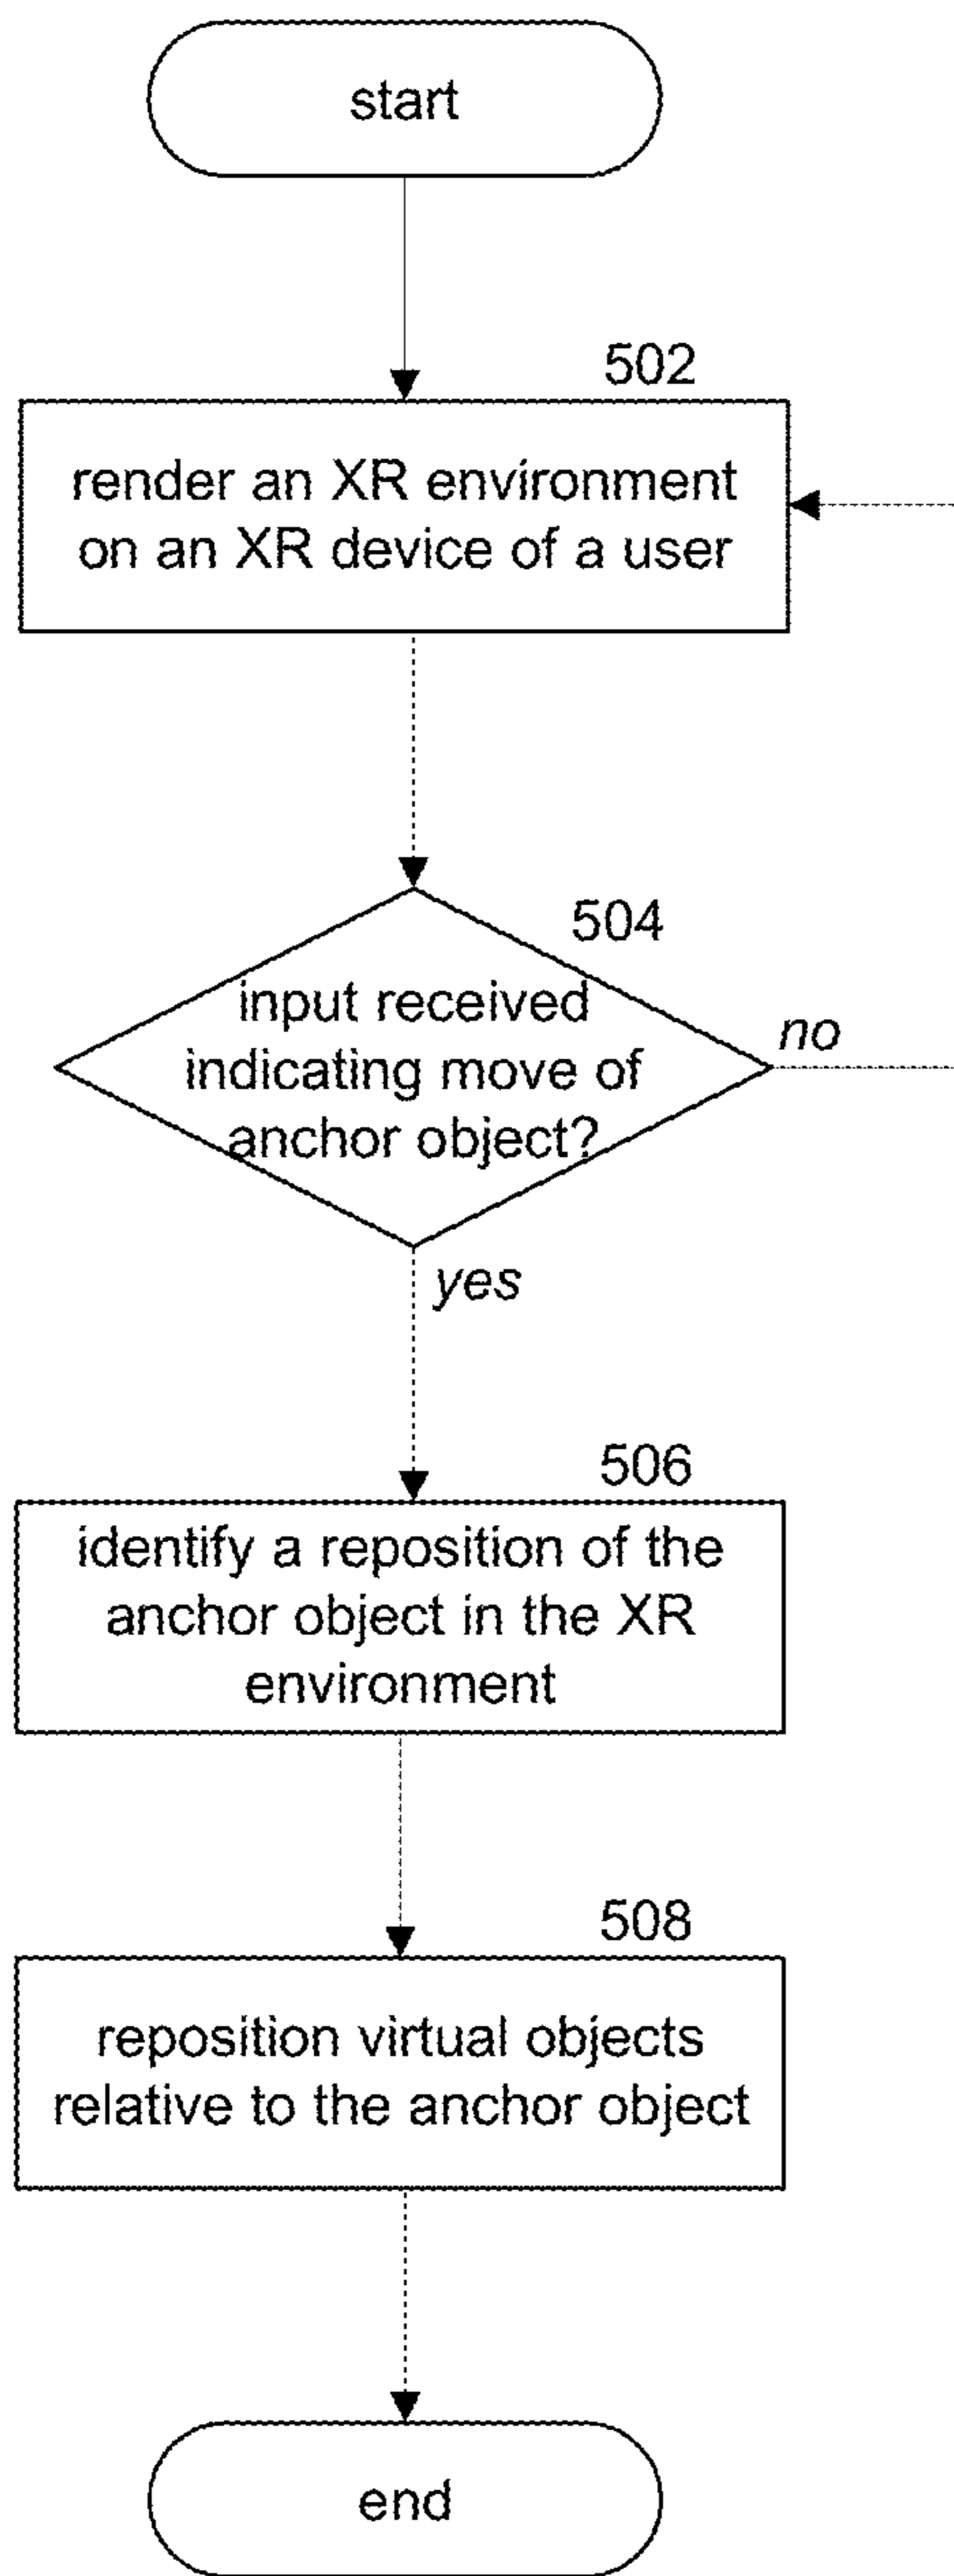 start
502
render an XR environment
on an XR device of a user
504
input received
indicating move of
anchor object?
no
yes
506
identify a reposition of the
anchor object in the XR
environment
508
reposition virtual objects
relative to the anchor object
end